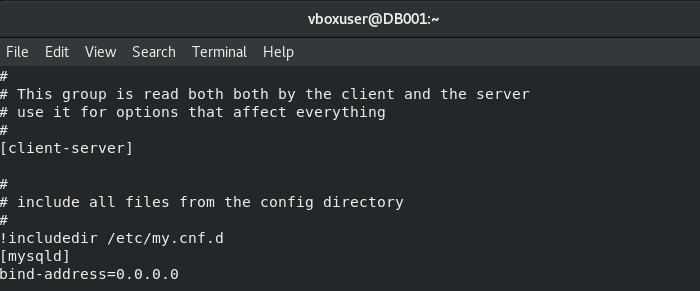 vboxuser@DB001:~
File Edit View Search Terminal Help
#
# This group is read both both by the client and the server
# use it for options that affect everything
#
[client-server]
#
# include all files from the config directory
#
!includedir /etc/my.cnf.d
[mysqld]
bind-address=0.0.0.0